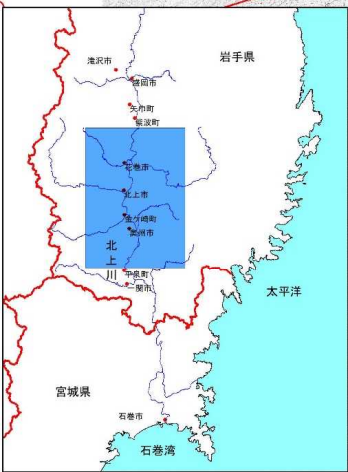 岩手県
滝沢市
盛岡市
矢巾町
紫波町
花巻市
北上市
金ケ崎町
奥州市
北上川
平泉町
一関市
太平洋
宮城県
石巻市
石巻湾